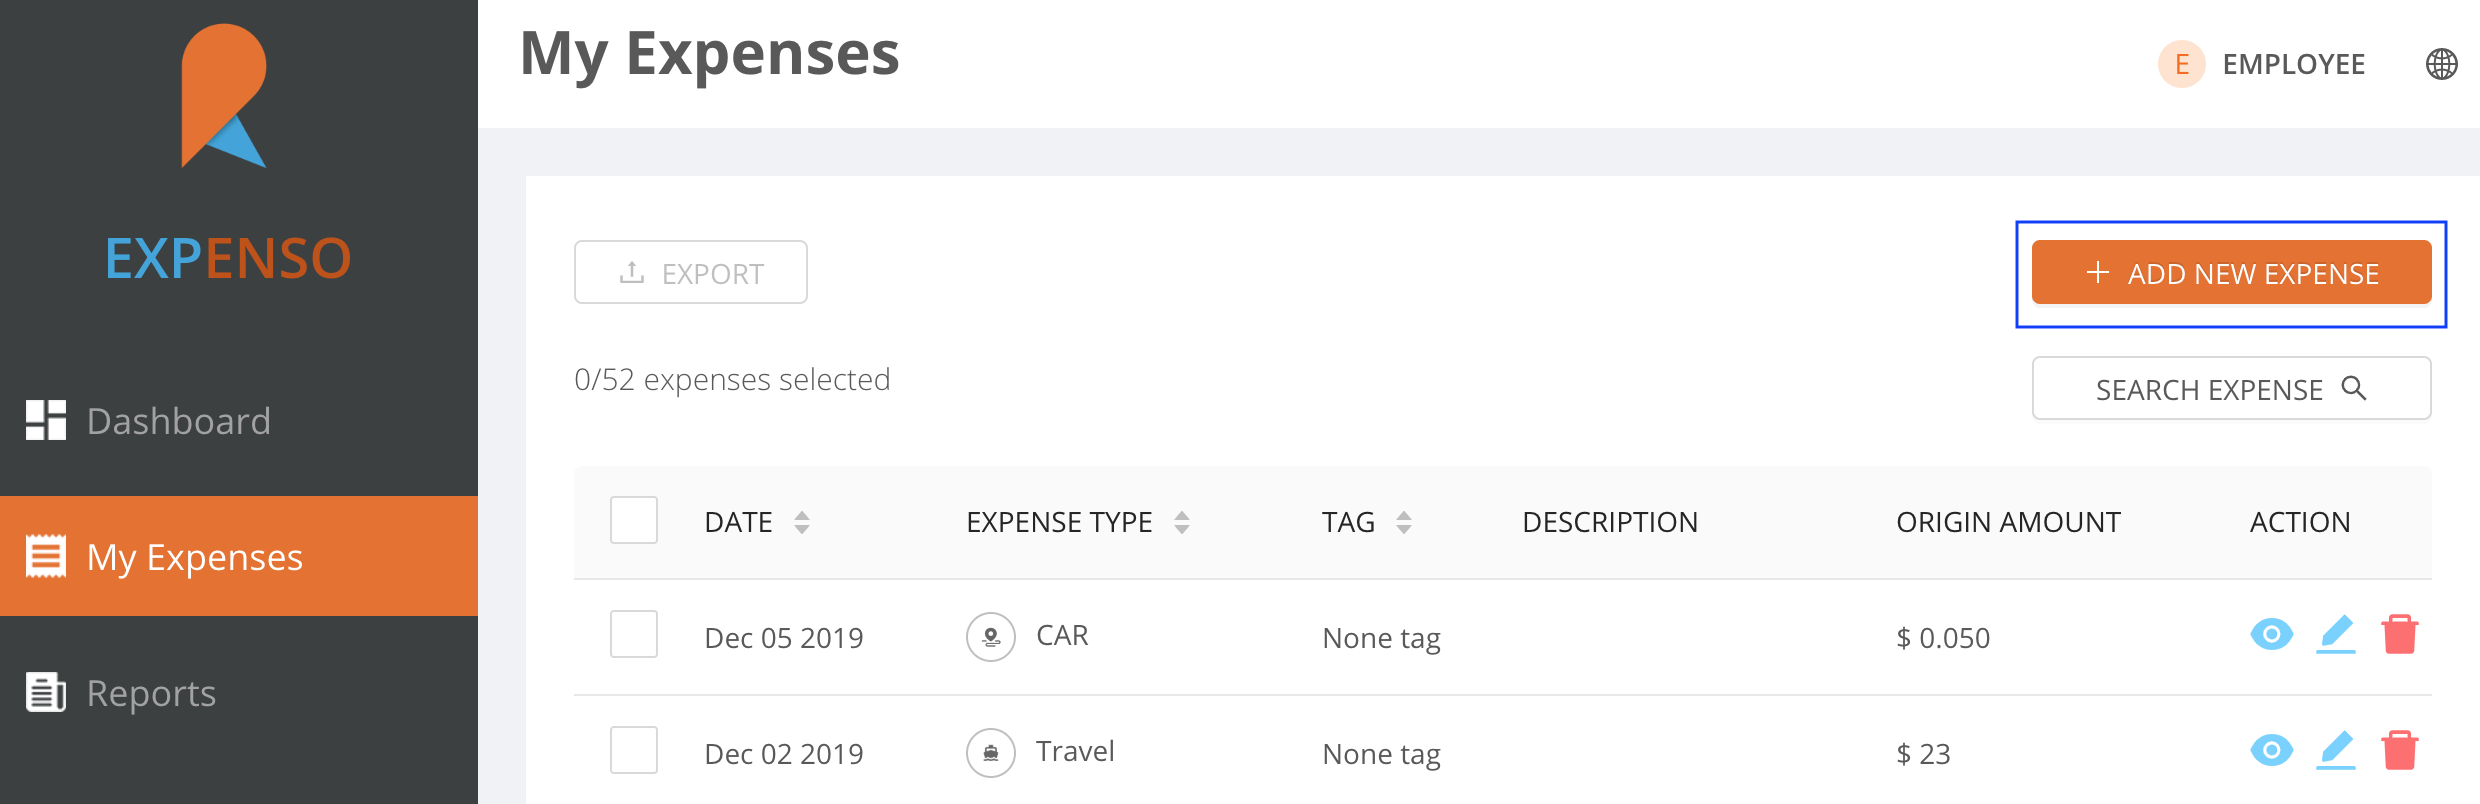 My Expenses
E EMPLOYEE
EXPENSO
Dashboard
My Expenses
Reports
EXPORT
+ ADD NEW EXPENSE
0/52 expenses selected
SEARCH EXPENSE
DATE EXPENSE TYPE TAG DESCRIPTION ORIGIN AMOUNT ACTION
Dec 05 2019 CAR None tag $ 0.050
Dec 02 2019 Travel None tag $ 23